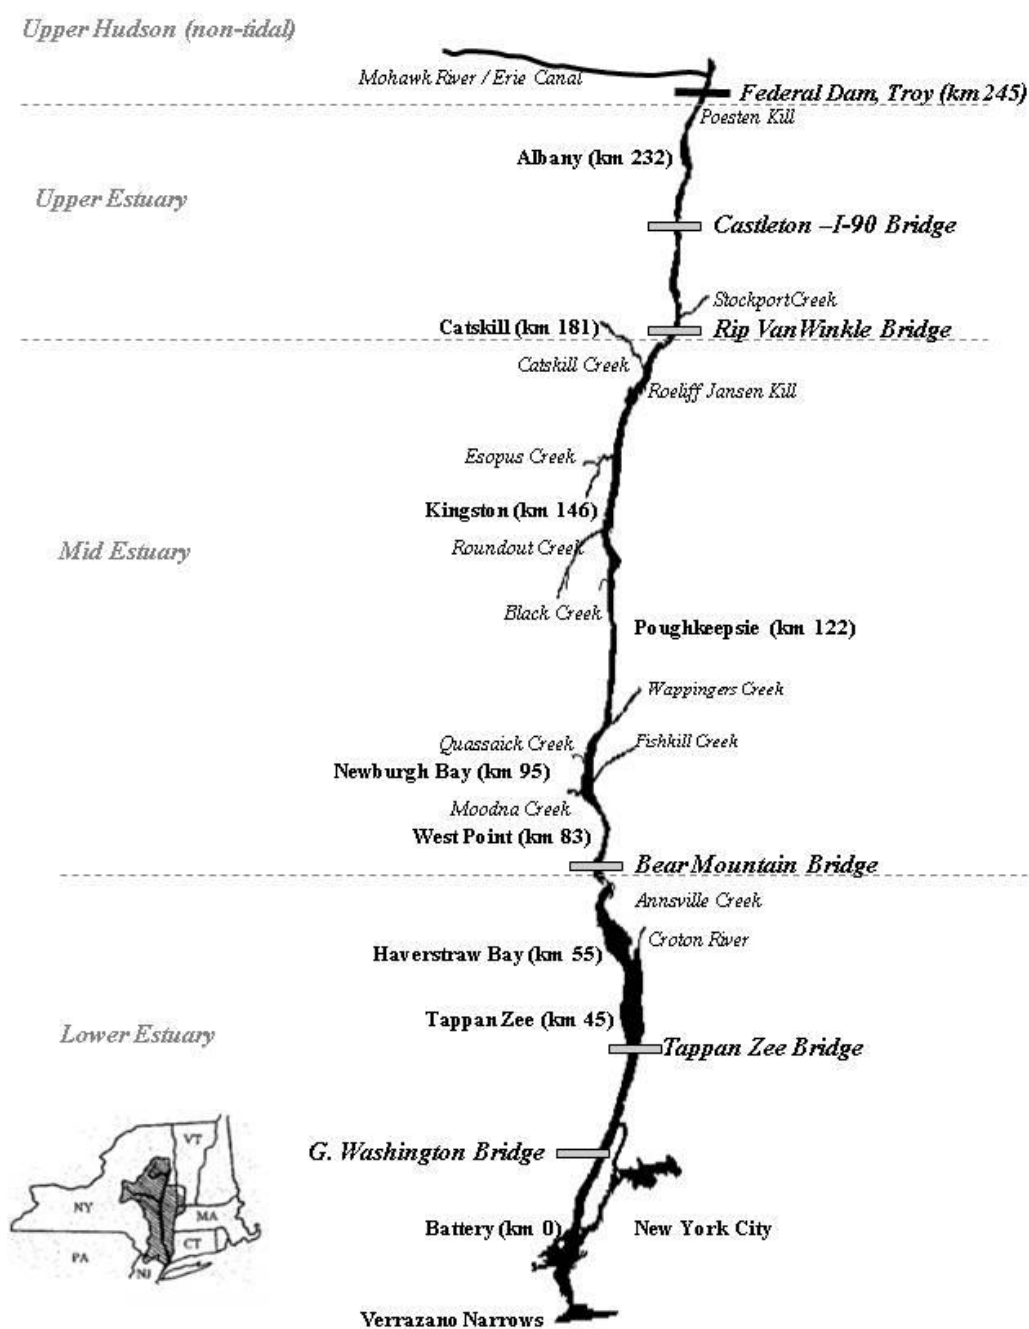 Upper Hudson (non-tidal)
Mohawk River / Erie Canal
Federal Dam, Troy (km 245)
Poesten Kill
Albany (km 232)
Upper Estuary
Castleton –I-90 Bridge
Stockport Creek
Catskill (km 181)
Rip Van Winkle Bridge
Catskill Creek
Roeliff Jansen Kill
Esopus Creek
Kingston (km 146)
Roundout Creek
Mid Estuary
Black Creek
Poughkeepsie (km 122)
Wappingers Creek
Quassaick Creek
Fishkill Creek
Newburgh Bay (km 95)
Moodna Creek
West Point (km 83)
Bear Mountain Bridge
Annsville Creek
Croton River
Haverstraw Bay (km 55)
Tappan Zee (km 45)
Lower Estuary
Tappan Zee Bridge
VT
G. Washington Bridge
NY
MA
Battery (km 0)
New York City
CT
PA
NJ
Verrazano Narrows